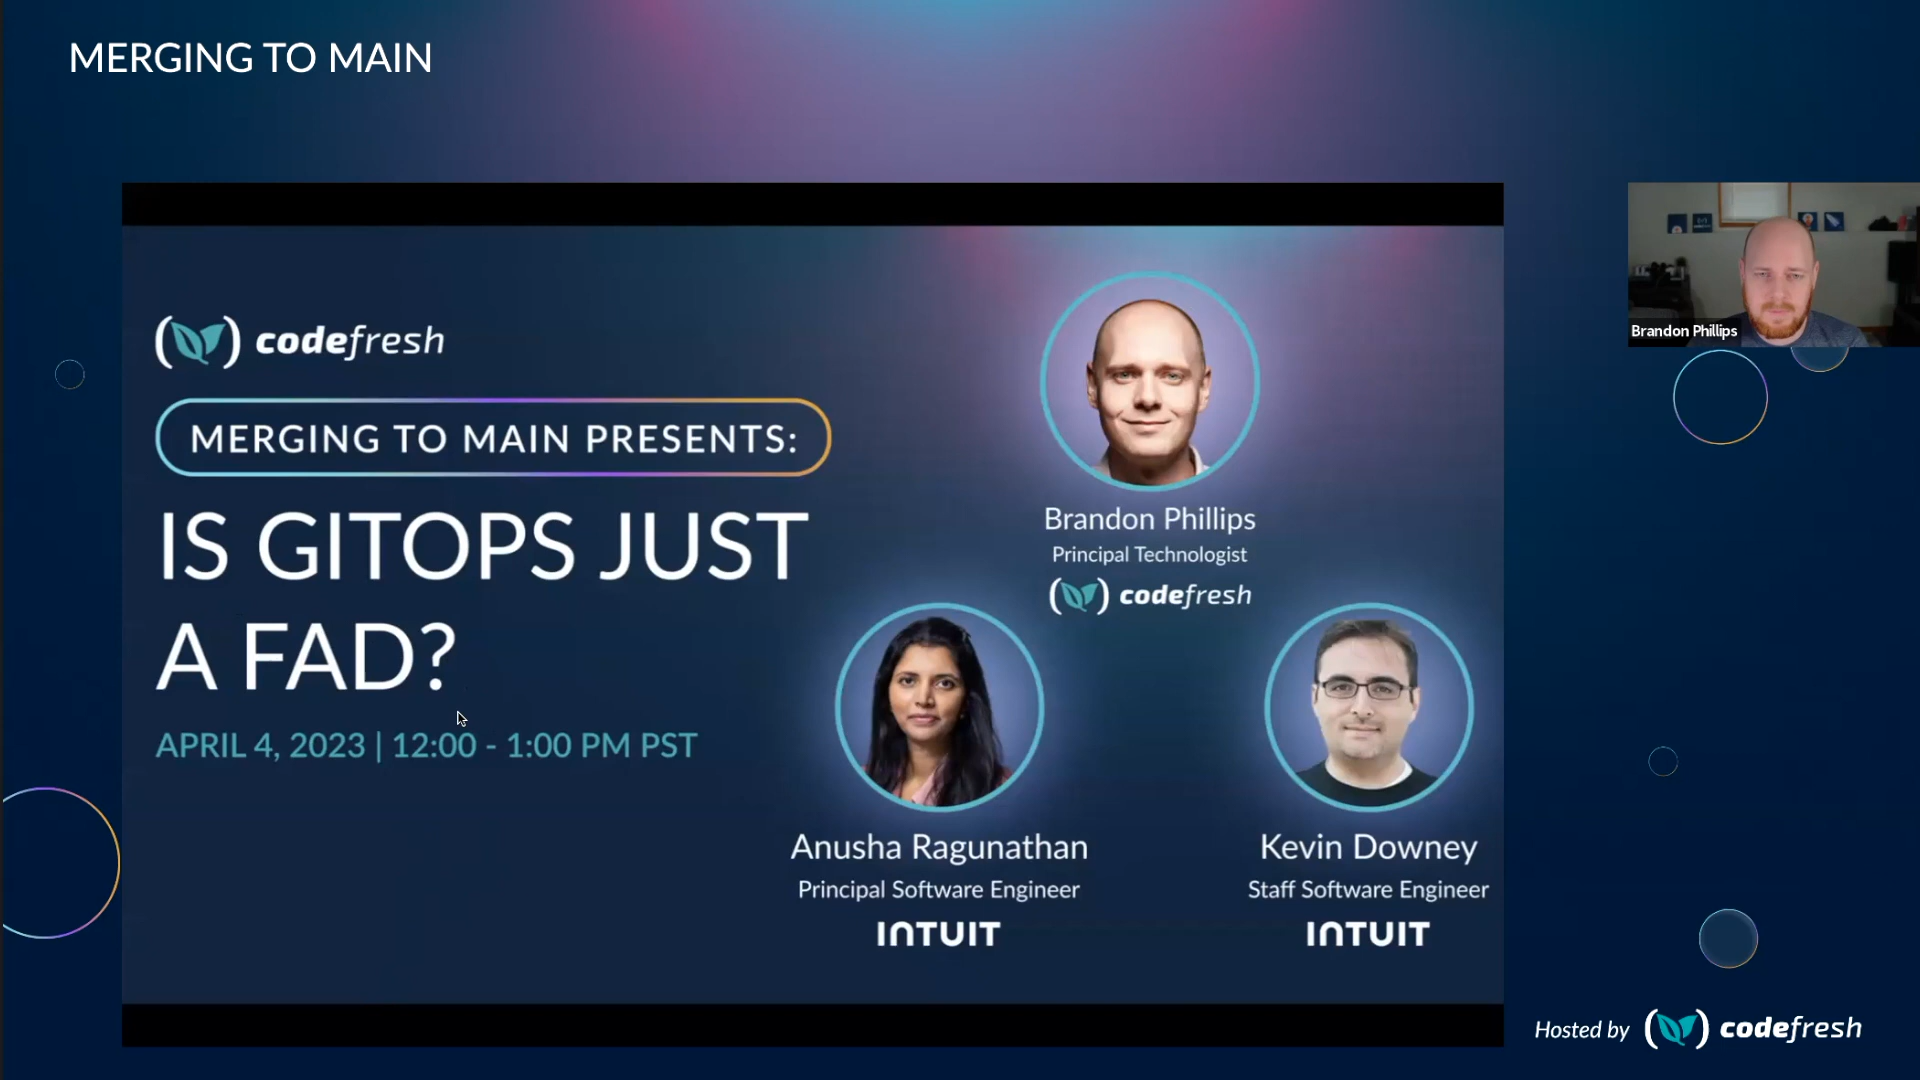 MERGING TO MAIN
codefresh
MERGING TO MAIN PRESENTS:
IS GITOPS JUST
A FAD?
APRIL 4, 2023 | 12:00 - 1:00 PM PST
Brandon Phillips
Principal Technologist
codefresh
Anusha Ragunathan
Principal Software Engineer
INTUIT
Kevin Downey
Staff Software Engineer
INTUIT
Brandon Phillips
Hosted by codefresh